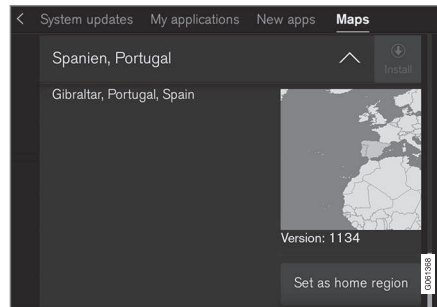 < System updates My applications New apps Maps
Spanien, Portugal
Install
Gibraltar, Portugal, Spain
Version: 1134
Set as home region
G061368